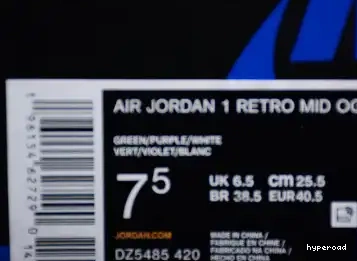 AIR JORDAN 1 RETRO MID OG
GREEN/PURPLE/WHITE
VERT/VIOLET/BLANC
7 5
UK 6.5 cm 25.5
BR 38.5 EUR 40.5
JORDAN.COM
DZ5485 420
MADE IN CHINA /
FABRIQUE EN CHINE /
FABRICADO NA CHINA /
HECHO EN CHINA
hyperoad